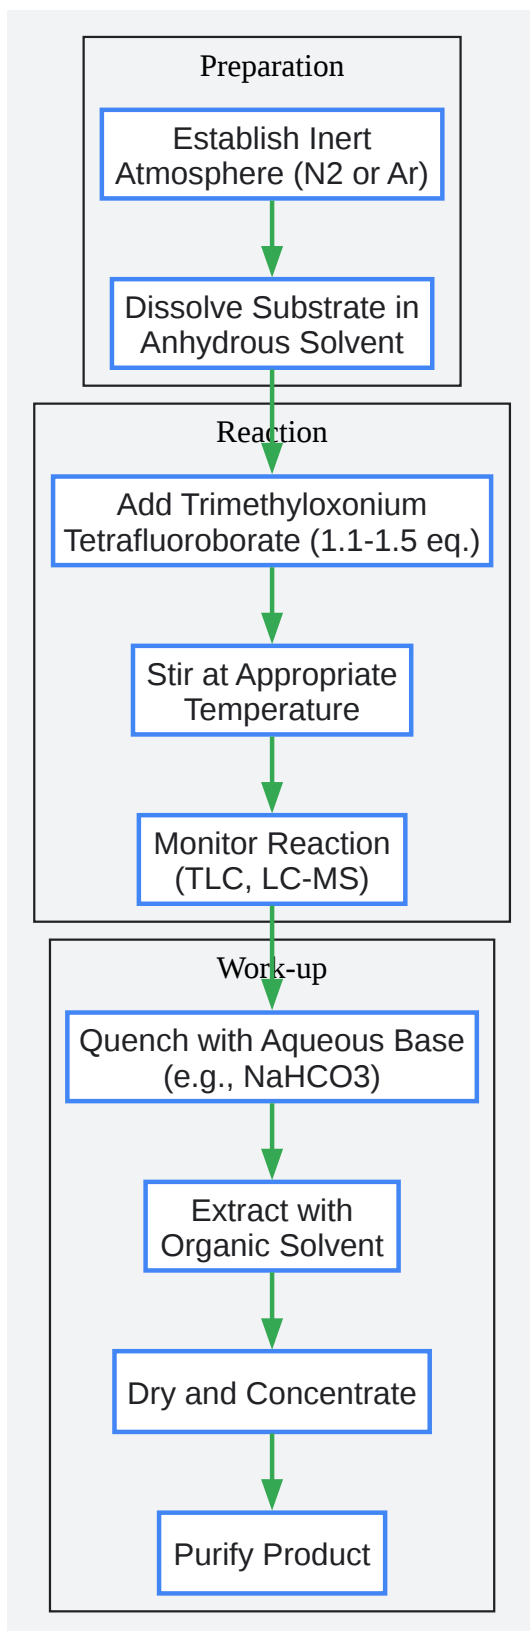 Preparation
Establish Inert
Atmosphere (N2 or Ar)
Dissolve Substrate in
Anhydrous Solvent
Reaction
Add Trimethyloxonium
Tetrafluoroborate (1.1-1.5 eq.)
Stir at Appropriate
Temperature
Monitor Reaction
(TLC, LC-MS)
Work-up
Quench with Aqueous Base
(e.g., NaHCO3)
Extract with
Organic Solvent
Dry and Concentrate
Purify Product